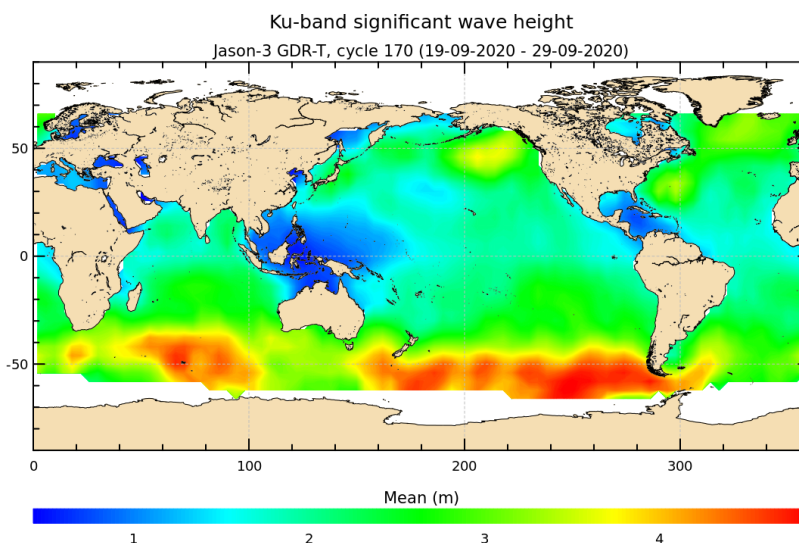 Ku-band significant wave height
Jason-3 GDR-T, cycle 170 (19-09-2020 - 29-09-2020)
50
0
-50
0 100 200 300
Mean (m)
1 2 3 4